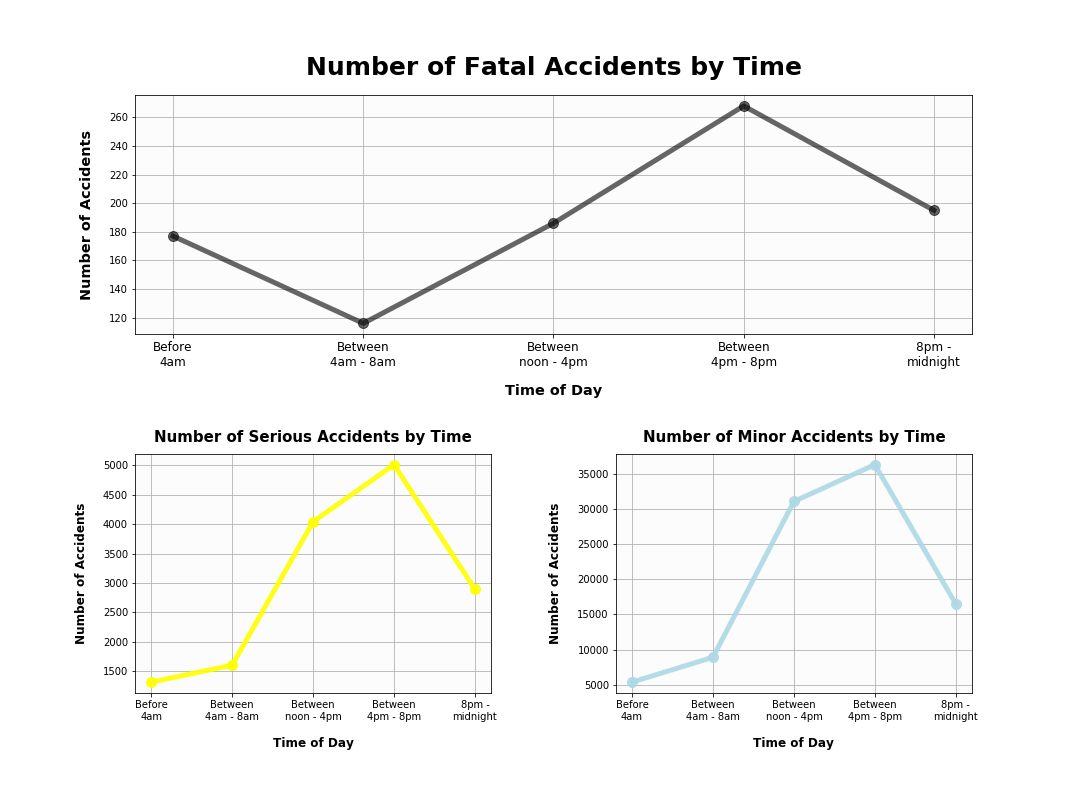 Number of Fatal Accidents by Time
Number of Accidents
260
240
220
200
180
160
140
120
Before
4am
Between
4am - 8am
Between
noon - 4pm
Between
4pm - 8pm
8pm -
midnight
Time of Day
Number of Serious Accidents by Time
Number of Accidents
5000
4500
4000
3500
3000
2500
2000
1500
Before
4am
Between
4am - 8am
Between
noon - 4pm
Between
4pm - 8pm
8pm -
midnight
Time of Day
Number of Minor Accidents by Time
Number of Accidents
35000
30000
25000
20000
15000
10000
5000
Before
4am
Between
4am - 8am
Between
noon - 4pm
Between
4pm - 8pm
8pm -
midnight
Time of Day